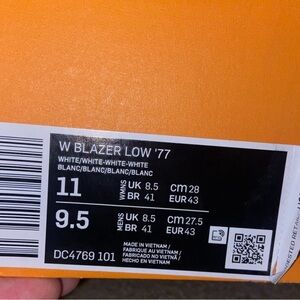 W BLAZER LOW '77
WHITE/WHITE-WHITE-WHITE
BLANC/BLANC/BLANC/BLANC
11 WMNS UK 8.5 cm 28
BR 41 EUR 43
9.5 MENS UK 8.5 cm 27.5
BR 41 EUR 43
MADE IN VIETNAM /
FABRIQUÉ AU VIETNAM /
FABRICADO NO VIETNÃ /
HECHO EN VIETNAM
DC4769 101